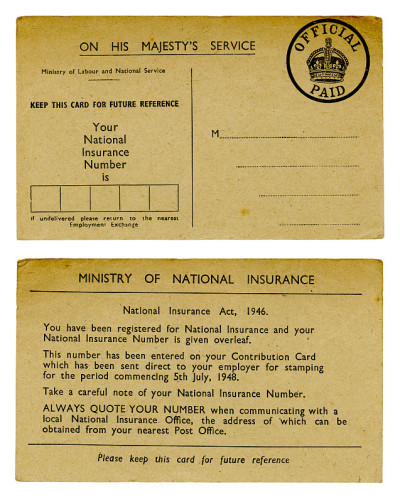 ON HIS MAJESTY'S SERVICE
OFFICIAL
PAID
Ministry of Labour and National Service
KEEP THIS CARD FOR FUTURE REFERENCE
Your
National
Insurance
Number
is
M
If undelivered please return to the nearest
Employment Exchange
MINISTRY OF NATIONAL INSURANCE
National Insurance Act, 1946.
You have been registered for National Insurance and your
National Insurance Number is given overleaf.
This number has been entered on your Contribution Card
which has been sent direct to your employer for stamping
for the period commencing 5th July, 1948.
Take a careful note of your National Insurance Number.
ALWAYS QUOTE YOUR NUMBER when communicating with a
local National Insurance Office, the address of which can be
obtained from your nearest Post Office.
Please keep this card for future reference